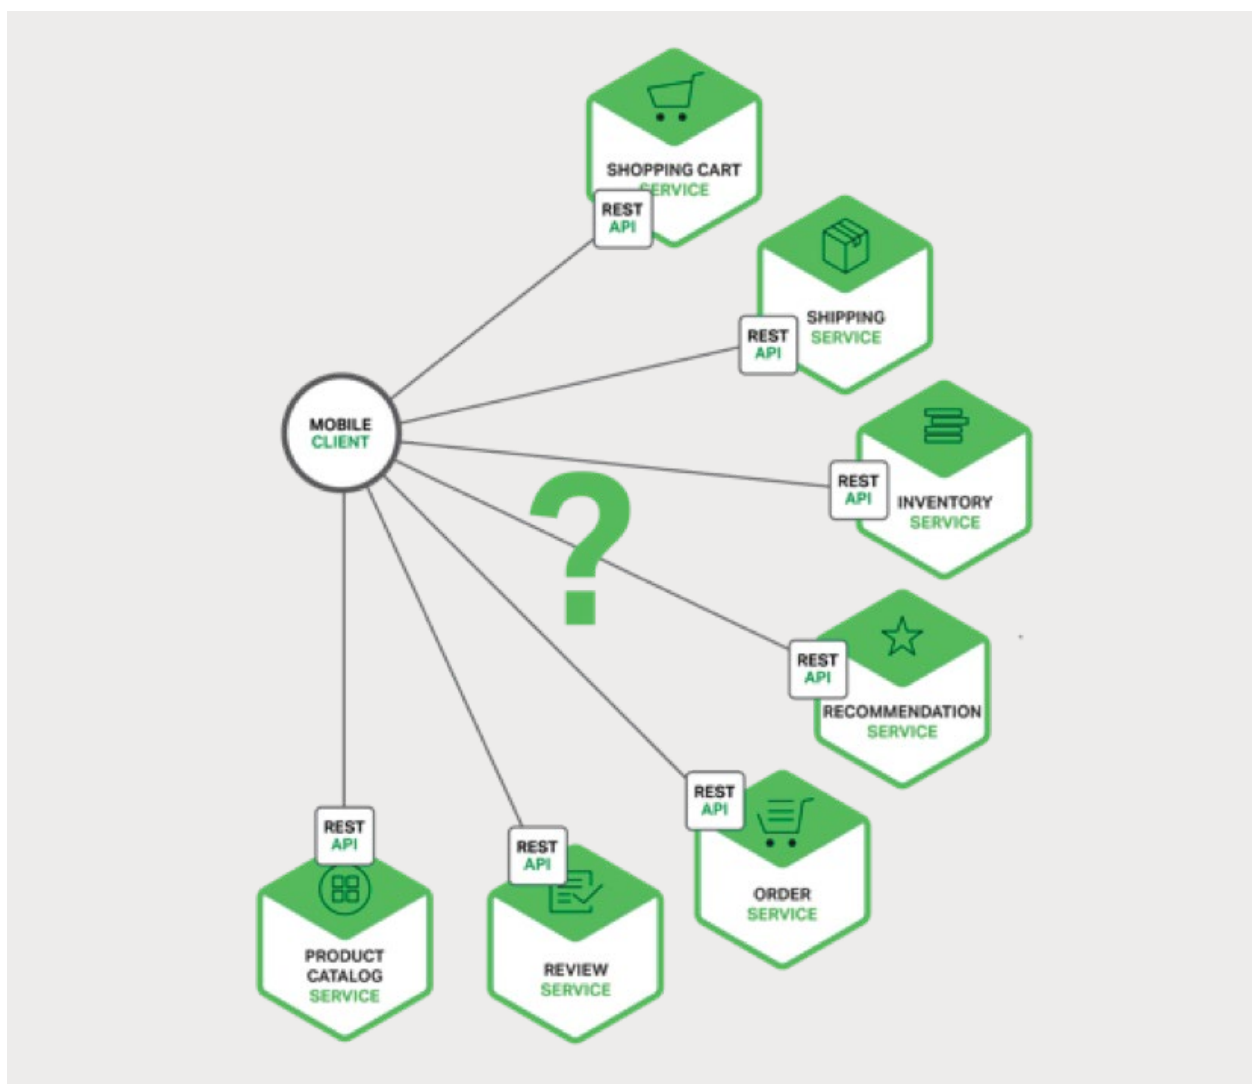 SHOPPING CART
SERVICE
REST
API
SHIPPING
SERVICE
REST
API
MOBILE
CLIENT
INVENTORY
SERVICE
REST
API
?
REST
API
RECOMMENDATION
SERVICE
REST
API
ORDER
SERVICE
REST
API
REVIEW
SERVICE
REST
API
PRODUCT
CATALOG
SERVICE